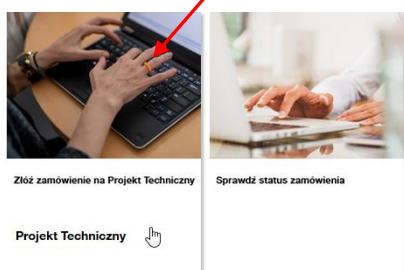 Złóż zamówienie na Projekt Techniczny
Sprawdź status zamówienia
Projekt Techniczny